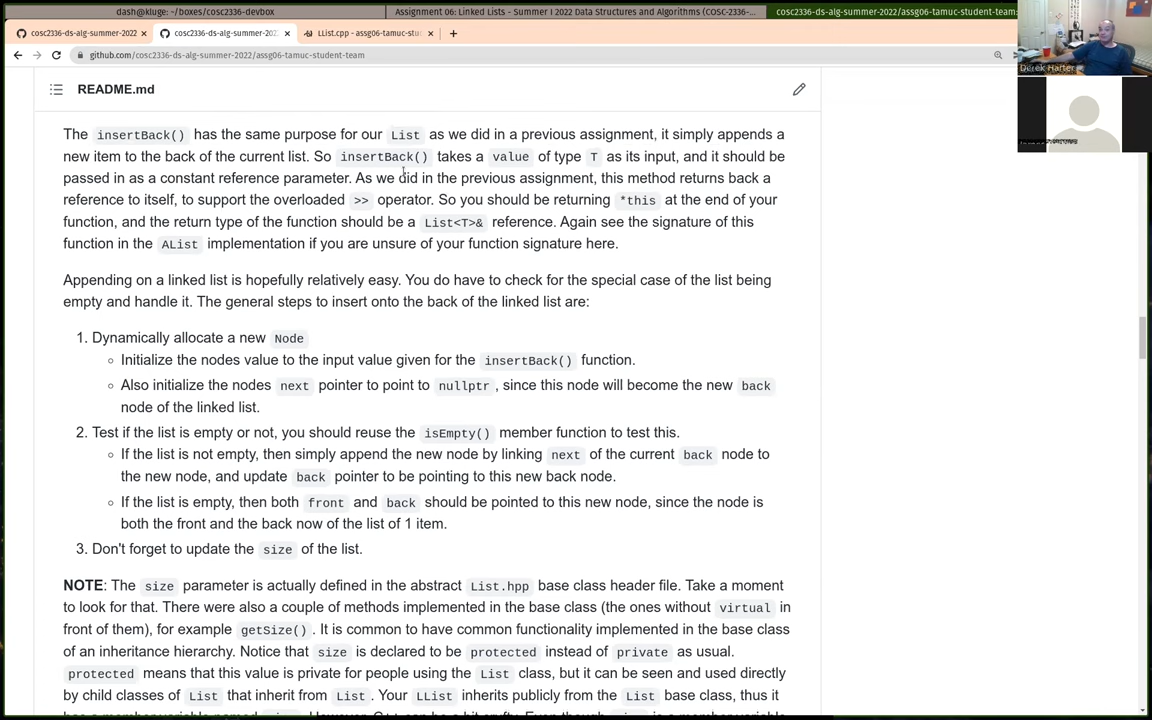 dash@kluge: ~/boxes/cosc2336-devbox
Assignment 06: Linked Lists - Summer I 2022 Data Structures and Algorithms (COSC-2336-...
cosc2336-ds-alg-summer-2022/assg06-tamuc-student-team:
cosc2336-ds-alg-summer-2022
cosc2336-ds-alg-summer-202
LList.cpp - assg06-tamuc-stu
github.com/cosc2336-ds-alg-summer-2022/assg06-tamuc-student-team
Derek Harter
README.md
The insertBack() has the same purpose for our List as we did in a previous assignment, it simply appends a
new item to the back of the current list. So insertBack() takes a value of type T as its input, and it should be
passed in as a constant reference parameter. As we did in the previous assignment, this method returns back a
reference to itself, to support the overloaded >> operator. So you should be returning *this at the end of your
function, and the return type of the function should be a List<T>& reference. Again see the signature of this
function in the AList implementation if you are unsure of your function signature here.
Appending on a linked list is hopefully relatively easy. You do have to check for the special case of the list being
empty and handle it. The general steps to insert onto the back of the linked list are:
1. Dynamically allocate a new Node
Initialize the nodes value to the input value given for the insertBack() function.
Also initialize the nodes next pointer to point to nullptr, since this node will become the new back
node of the linked list.
2. Test if the list is empty or not, you should reuse the isEmpty() member function to test this.
If the list is not empty, then simply append the new node by linking next of the current back node to
the new node, and update back pointer to be pointing to this new back node.
If the list is empty, then both front and back should be pointed to this new node, since the node is
both the front and the back now of the list of 1 item.
3. Don't forget to update the size of the list.
NOTE: The size parameter is actually defined in the abstract List.hpp base class header file. Take a moment
to look for that. There were also a couple of methods implemented in the base class (the ones without virtual in
front of them), for example getSize(). It is common to have common functionality implemented in the base class
of an inheritance hierarchy. Notice that size is declared to be protected instead of private as usual.
protected means that this value is private for people using the List class, but it can be seen and used directly
by child classes of List that inherit from List. Your LList inherits publicly from the List base class, thus it